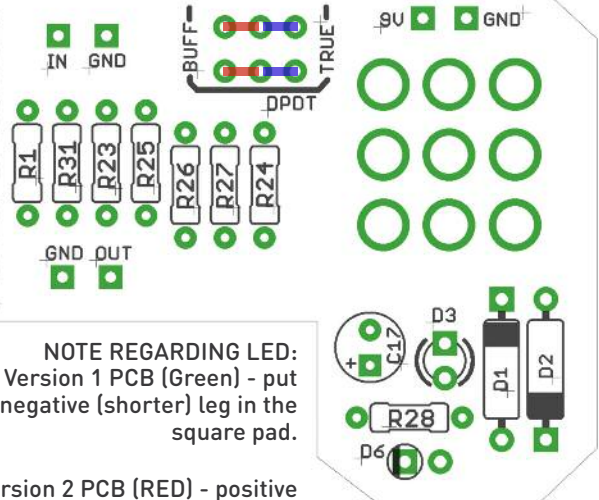 BUFF
TRUE
DPDT
9V GND
IN GND
R1 R31 R23 R25 R26 R27 R24
GND OUT
NOTE REGARDING LED:
Version 1 PCB (Green) - put
negative (shorter) leg in the
square pad.
rsion 2 PCB (RED) - positive
D3
+ C17
D1 D2
R28
D6